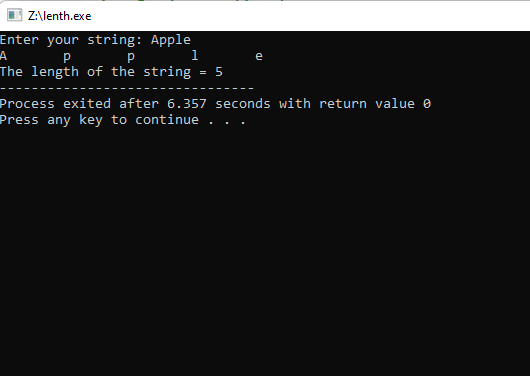 Z:\lenth.exe
Enter your string: Apple
A       p       p       l       e
The length of the string = 5
--------------------------------
Process exited after 6.357 seconds with return value 0
Press any key to continue . . .